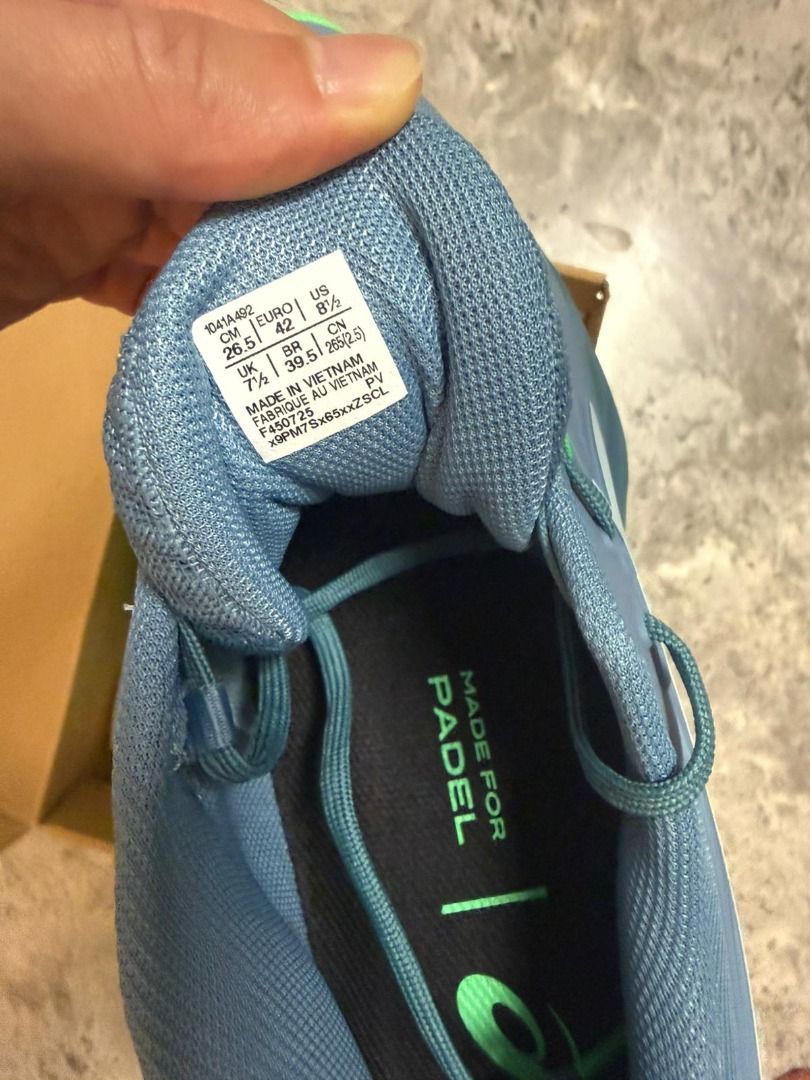 1041A492
CM EURO US
26.5 42 8½
UK BR CN
7½ 39.5 265(2.5)
MADE IN VIETNAM
FABRIQUE AU VIETNAM
F450725 PV
x9PM7Sx65xxZSCL
MADE FOR
PADEL